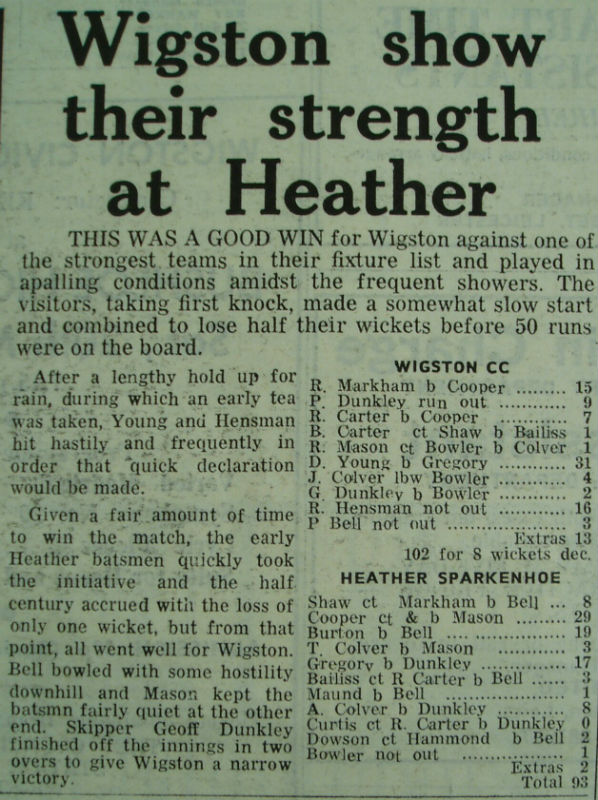 Wigston show
their strength
at Heather
THIS WAS A GOOD WIN for Wigston against one of
the strongest teams in their fixture list and played in
apalling conditions amidst the frequent showers. The
visitors, taking first knock, made a somewhat slow start
and combined to lose half their wickets before 50 runs
were on the board.
After a lengthy hold up for
rain, during which an early tea
was taken, Young and Hensman
hit hastily and frequently in
order that quick declaration
would be made.
Given a fair amount of time
to win the match, the early
Heather batsmen quickly took
the initiative and the half
century accrued with the loss of
only one wicket, but from that
point, all went well for Wigston.
Bell bowled with some hostility
downhill and Mason kept the
batsmn fairly quiet at the other
end. Skipper Geoff Dunkley
finished off the innings in two
overs to give Wigston a narrow
victory.
WIGSTON CC
R. Markham b Cooper ......... 15
P. Dunkley run out ............ 9
R. Carter b Cooper ............ 7
B. Carter ct Shaw b Bailiss 1
R. Mason ct Bowler b Colver 1
D. Young b Gregory ............ 31
J. Colver lbw Bowler ............ 4
G. Dunkley b Bowler ............ 2
R. Hensman not out ............ 16
P Bell not out .................. 3
Extras 13
102 for 8 wickets dec.
HEATHER SPARKENHOE
Shaw ct Markham b Bell ... 8
Cooper ct & b Mason ......... 29
Burton b Bell .................. 19
T. Colver b Mason ............ 3
Gregory b Dunkley ............ 17
Bailiss ct R Carter b Bell ...... 3
Maund b Bell .................. 1
A. Colver b Dunkley ............ 8
Curtis ct R. Carter b Dunkley 0
Dowson ct Hammond b Bell 2
Bowler not out .................. 1
Extras 2
Total 93